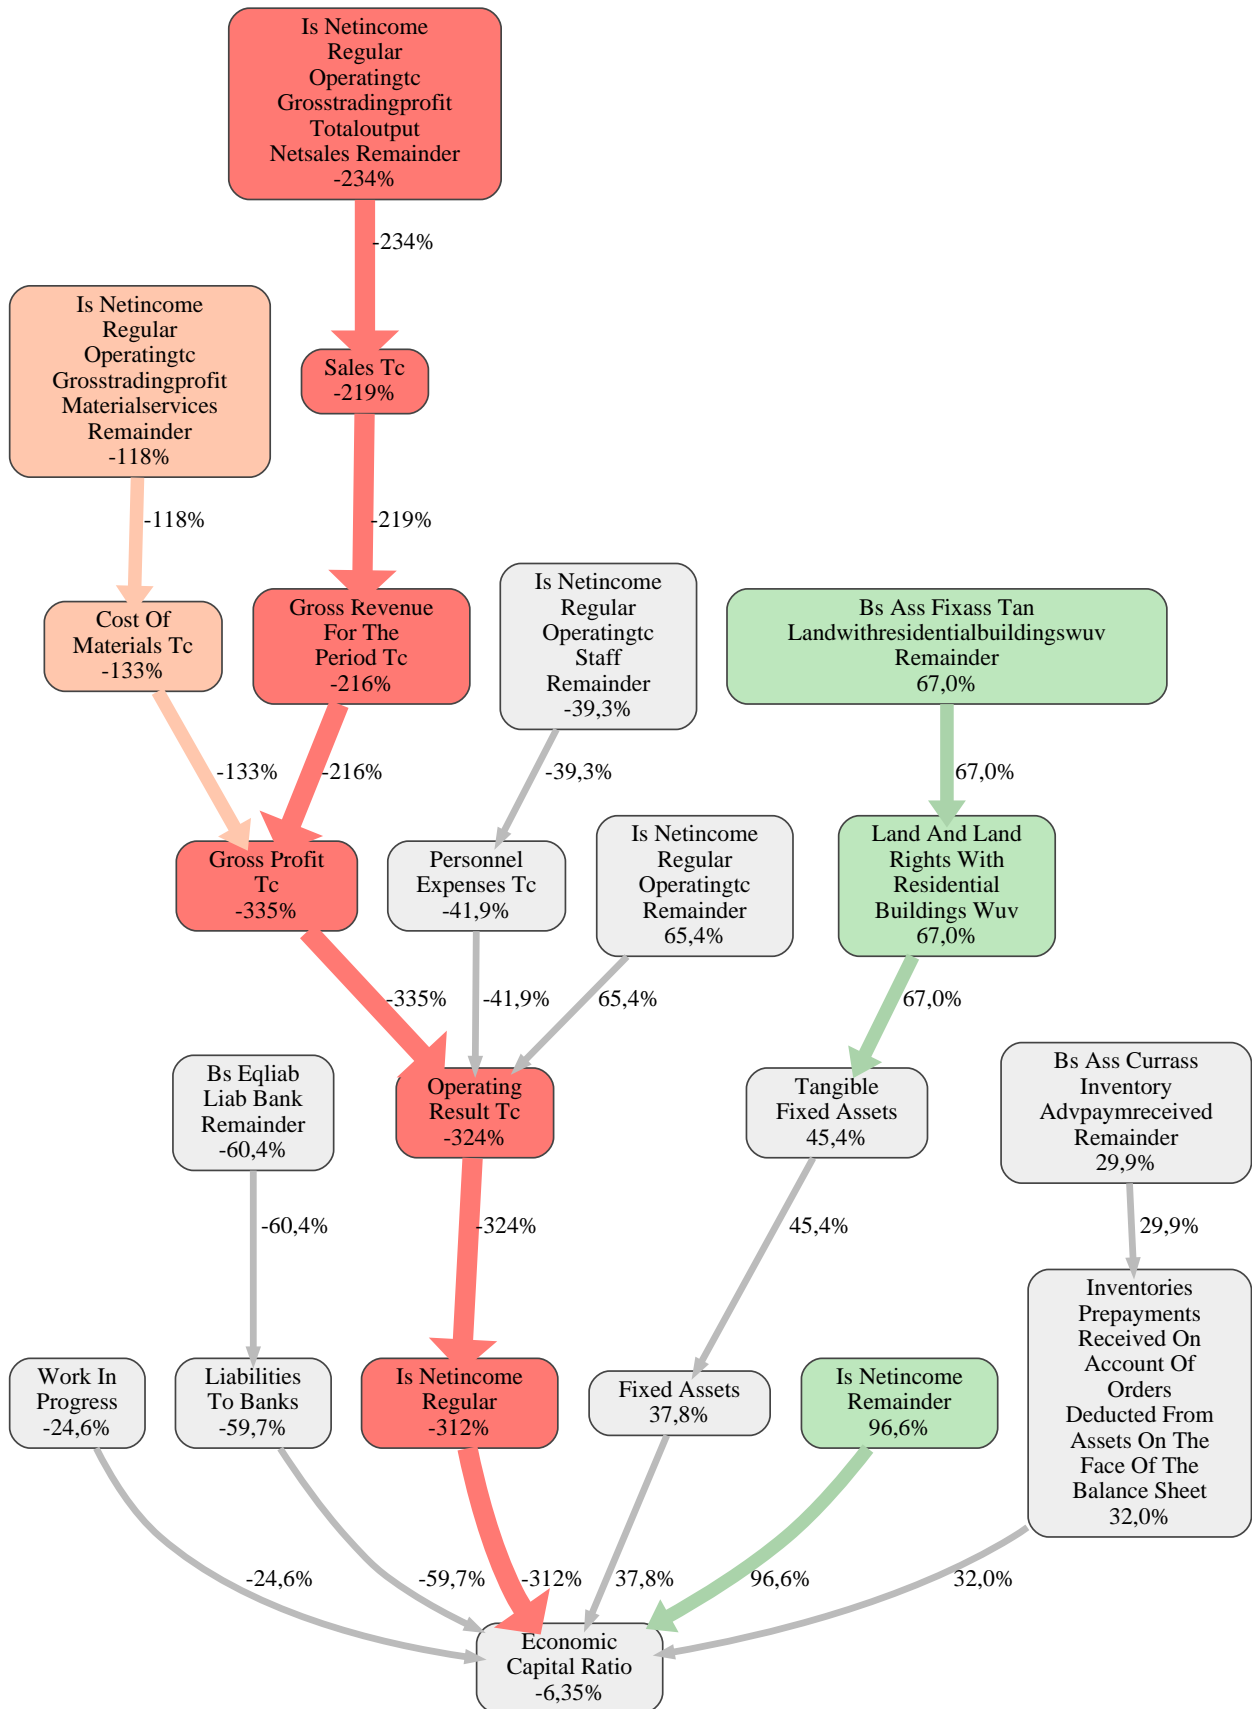 Is Netincome
Regular
Operatingtc
Grosstradingprofit
Totaloutput
Netsales Remainder
-234%
-234%
Is Netincome
Regular
Operatingtc
Grosstradingprofit
Materialservices
Remainder
-118%
Sales Tc
-219%
-118%
-219%
Cost Of
Materials Tc
-133%
Gross Revenue
For The
Period Tc
-216%
Is Netincome
Regular
Operatingtc
Staff
Remainder
-39,3%
Bs Ass Fixass Tan
Landwithresidentialbuildingswuv
Remainder
67,0%
-133%
-216%
-39,3%
67,0%
Gross Profit
Tc
-335%
Personnel
Expenses Tc
-41,9%
Is Netincome
Regular
Operatingtc
Remainder
65,4%
Land And Land
Rights With
Residential
Buildings Wuv
67,0%
-335%
-41,9%
65,4%
67,0%
Bs Eqliab
Liab Bank
Remainder
-60,4%
Operating
Result Tc
-324%
Tangible
Fixed Assets
45,4%
Bs Ass Currass
Inventory
Advpaymreceived
Remainder
29,9%
-60,4%
-324%
45,4%
29,9%
Work In
Progress
-24,6%
Liabilities
To Banks
-59,7%
Is Netincome
Regular
-312%
Fixed Assets
37,8%
Is Netincome
Remainder
96,6%
Inventories
Prepayments
Received On
Account Of
Orders
Deducted From
Assets On The
Face Of The
Balance Sheet
32,0%
-24,6%
-59,7%
-312%
37,8%
96,6%
32,0%
Economic
Capital Ratio
-6,35%